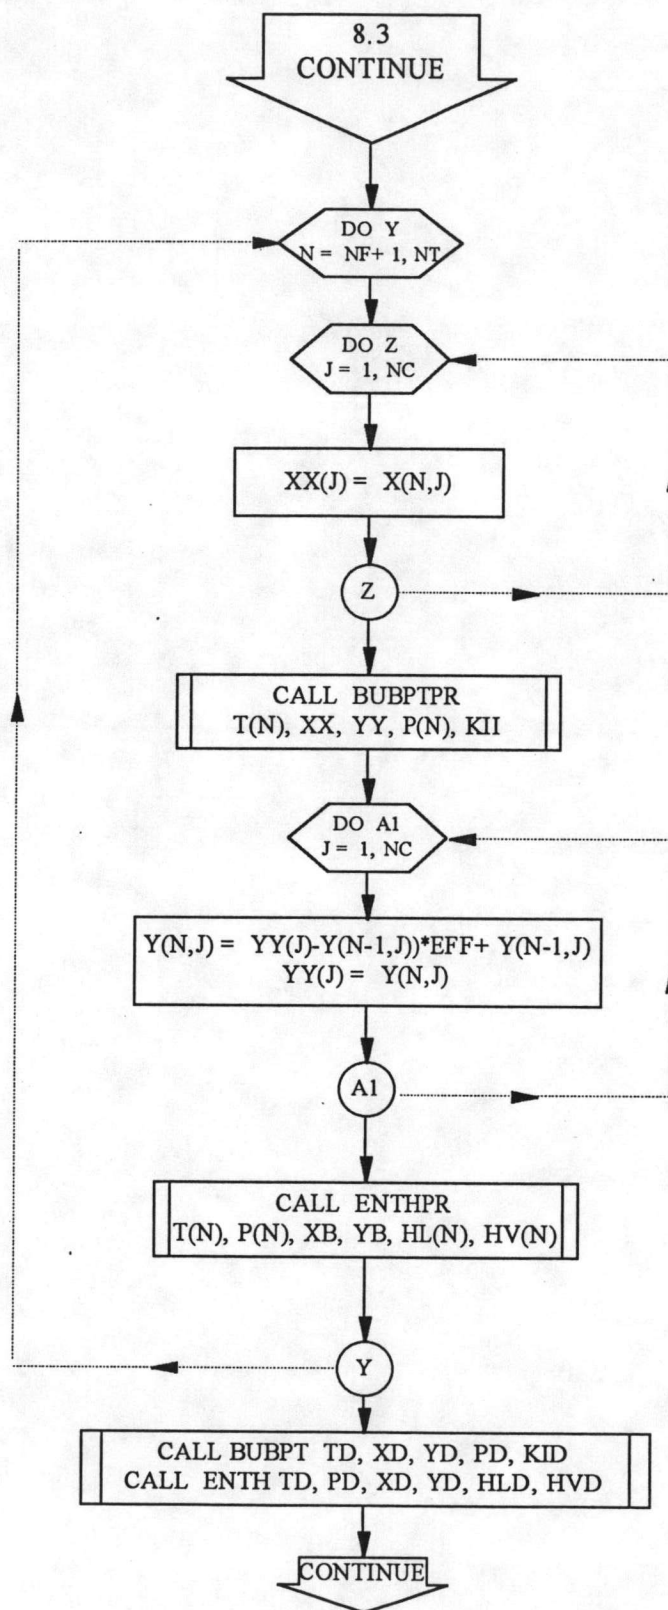 8.3
CONTINUE
DO Y
N = NF+ 1, NT
DO Z
J = 1, NC
XX(J) = X(N,J)
Z
CALL BUBPTPR
T(N), XX, YY, P(N), KII
DO A1
J = 1, NC
Y(N,J) = YY(J)-Y(N-1,J))*EFF+ Y(N-1,J)
YY(J) = Y(N,J)
A1
CALL ENTHPR
T(N), P(N), XB, YB, HL(N), HV(N)
Y
CALL BUBPT TD, XD, YD, PD, KID
CALL ENTH TD, PD, XD, YD, HLD, HVD
CONTINUE